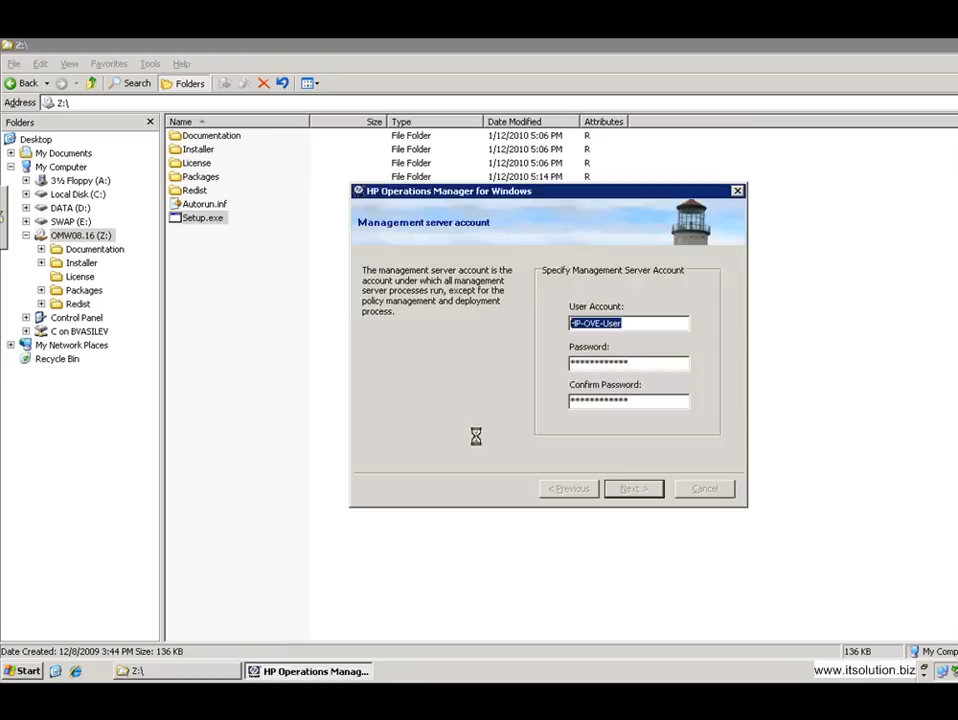 Z:\
File Edit View Favorites Tools Help
Back Search Folders
Address Z:\
Folders
Desktop
My Documents
My Computer
3½ Floppy (A:)
Local Disk (C:)
DATA (D:)
SWAP (E:)
OMW08.16 (Z:)
Documentation
Installer
License
Packages
Redist
Control Panel
C on BVASILEV
My Network Places
Recycle Bin
Name Size Type Date Modified Attributes
Documentation File Folder 1/12/2010 5:06 PM R
Installer File Folder 1/12/2010 5:06 PM R
License File Folder 1/12/2010 5:06 PM R
Packages File Folder 1/12/2010 5:14 PM R
Redist
Autorun.inf
Setup.exe
HP Operations Manager for Windows
Management server account
The management server account is the
account under which all management
server processes run, except for the
policy management and deployment
process.
Specify Management Server Account
User Account:
HP-OVE-User
Password:
************
Confirm Password:
************
< Previous Next > Cancel
Date Created: 12/8/2009 3:44 PM Size: 136 KB 136 KB My Comp
Start Z:\ HP Operations Manag... www.itsolution.biz